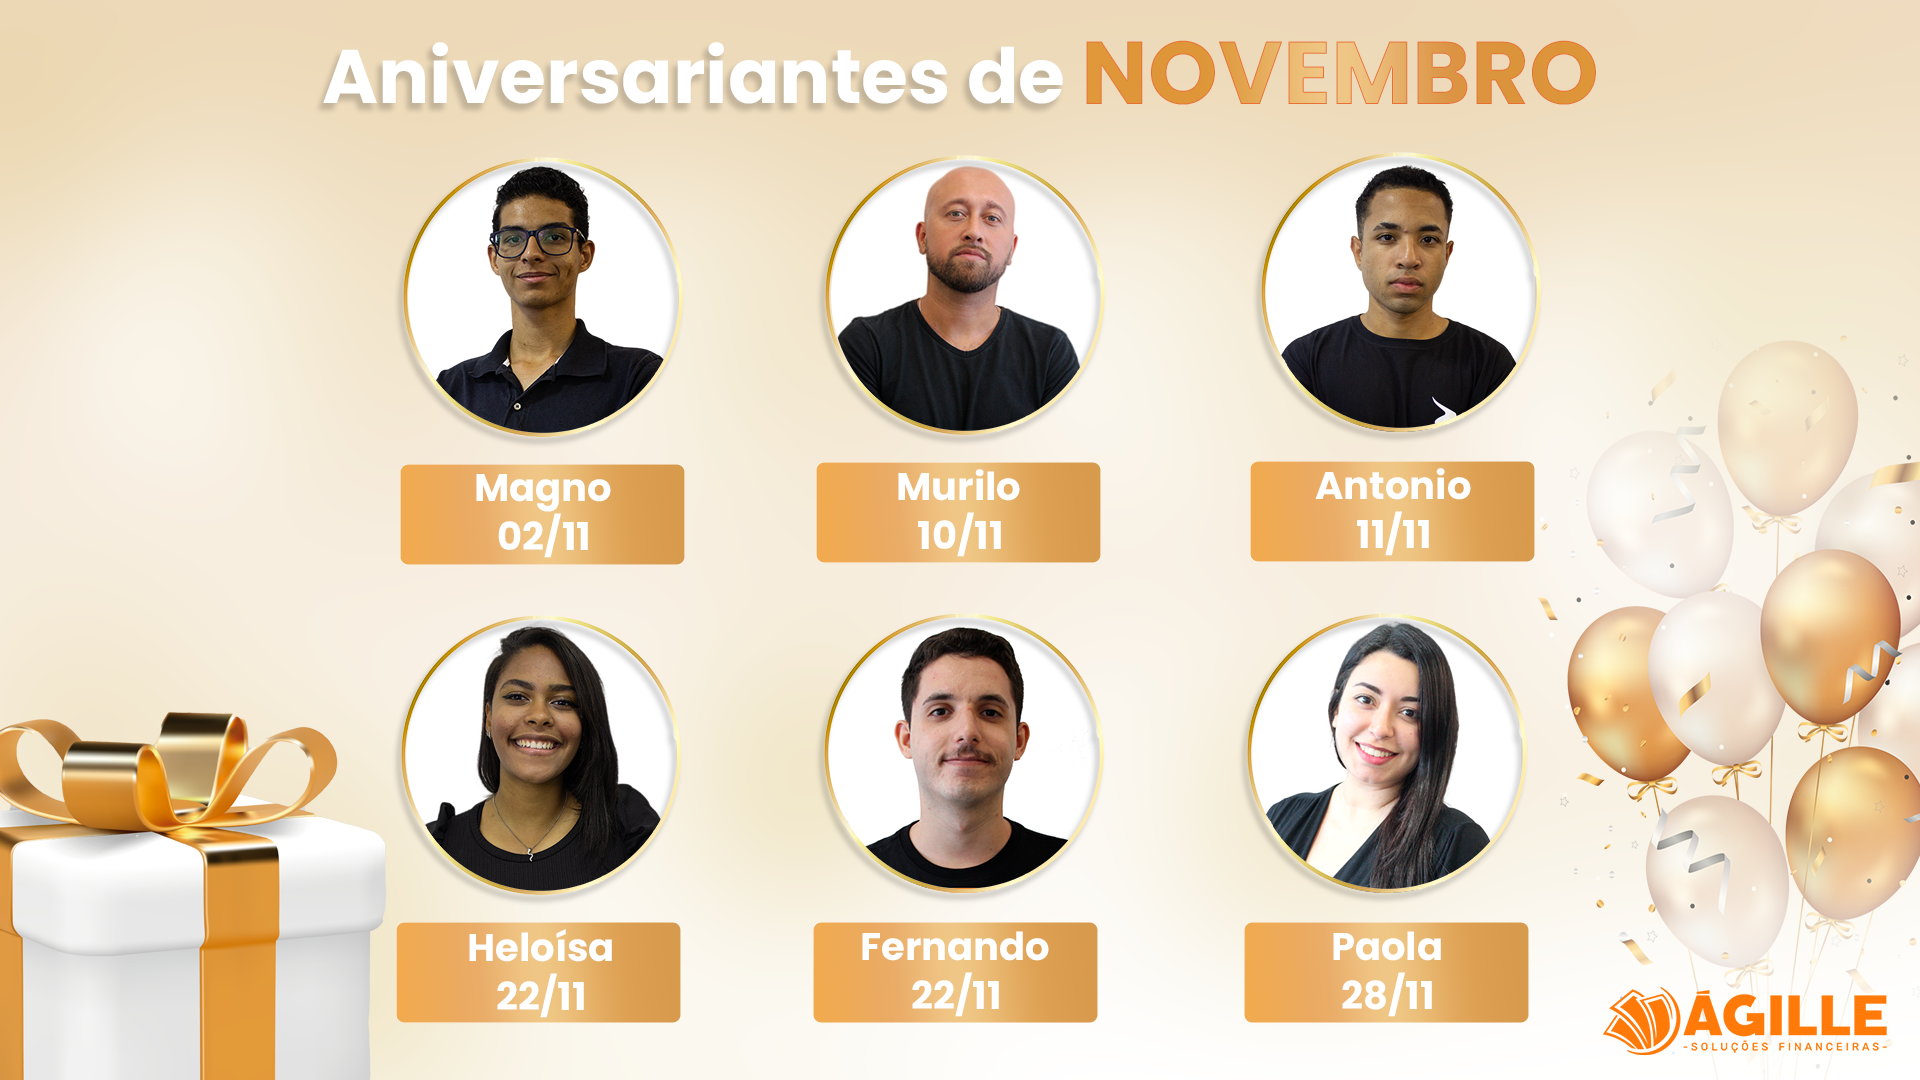 Aniversariantes de NOVEMBRO
Magno
02/11
Murilo
10/11
Antonio
11/11
Heloísa
22/11
Fernando
22/11
Paola
28/11
ÁGILLE
-SOLUÇÕES FINANCEIRAS-